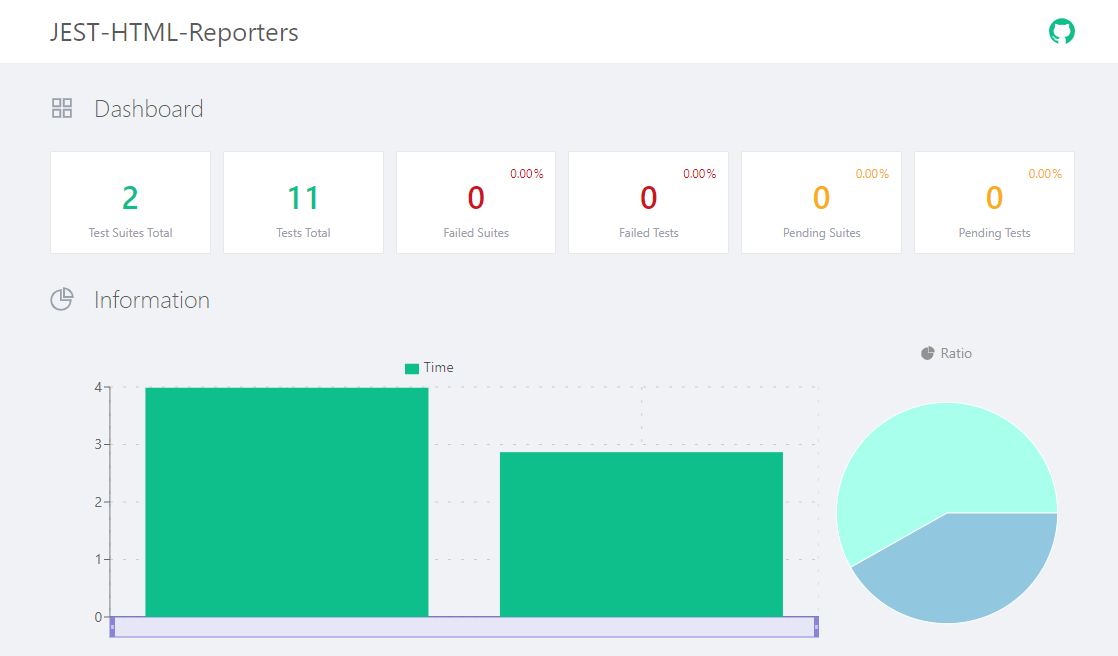 JEST-HTML-Reporters
Dashboard
2
Test Suites Total
11
Tests Total
0.00%
0
Failed Suites
0.00%
0
Failed Tests
0.00%
0
Pending Suites
0.00%
0
Pending Tests
Information
Ratio
Time
4
3
2
1
0